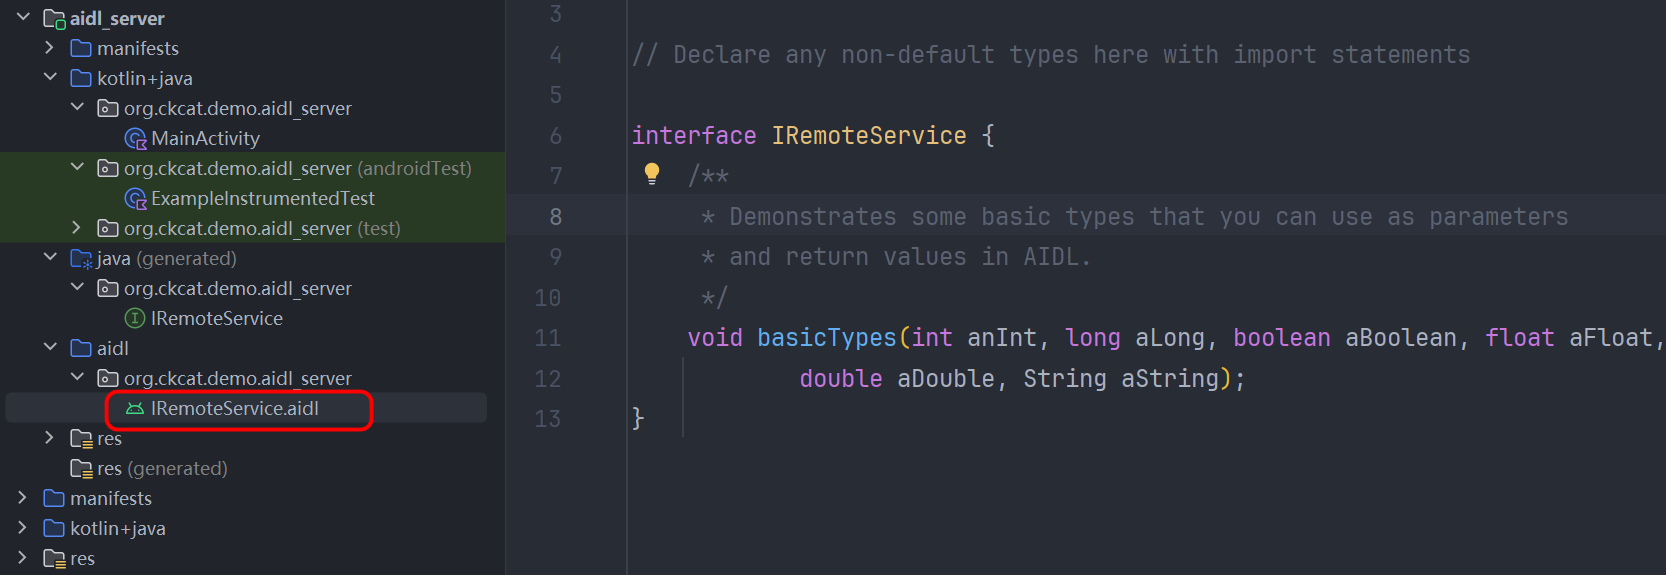 aidl_server
manifests
kotlin+java
org.ckcat.demo.aidl_server
MainActivity
org.ckcat.demo.aidl_server (androidTest)
ExampleInstrumentedTest
org.ckcat.demo.aidl_server (test)
java (generated)
org.ckcat.demo.aidl_server
IRemoteService
aidl
org.ckcat.demo.aidl_server
IRemoteService.aidl
res
res (generated)
manifests
kotlin+java
res
3
4 // Declare any non-default types here with import statements
5
6 interface IRemoteService {
7 /**
8 * Demonstrates some basic types that you can use as parameters
9 * and return values in AIDL.
10 */
11 void basicTypes(int anInt, long aLong, boolean aBoolean, float aFloat,
12 double aDouble, String aString);
13 }